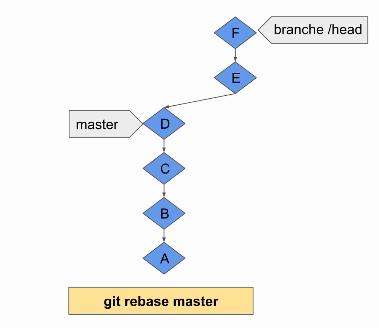 F
branche /head
E
master
D
C
B
A
git rebase master